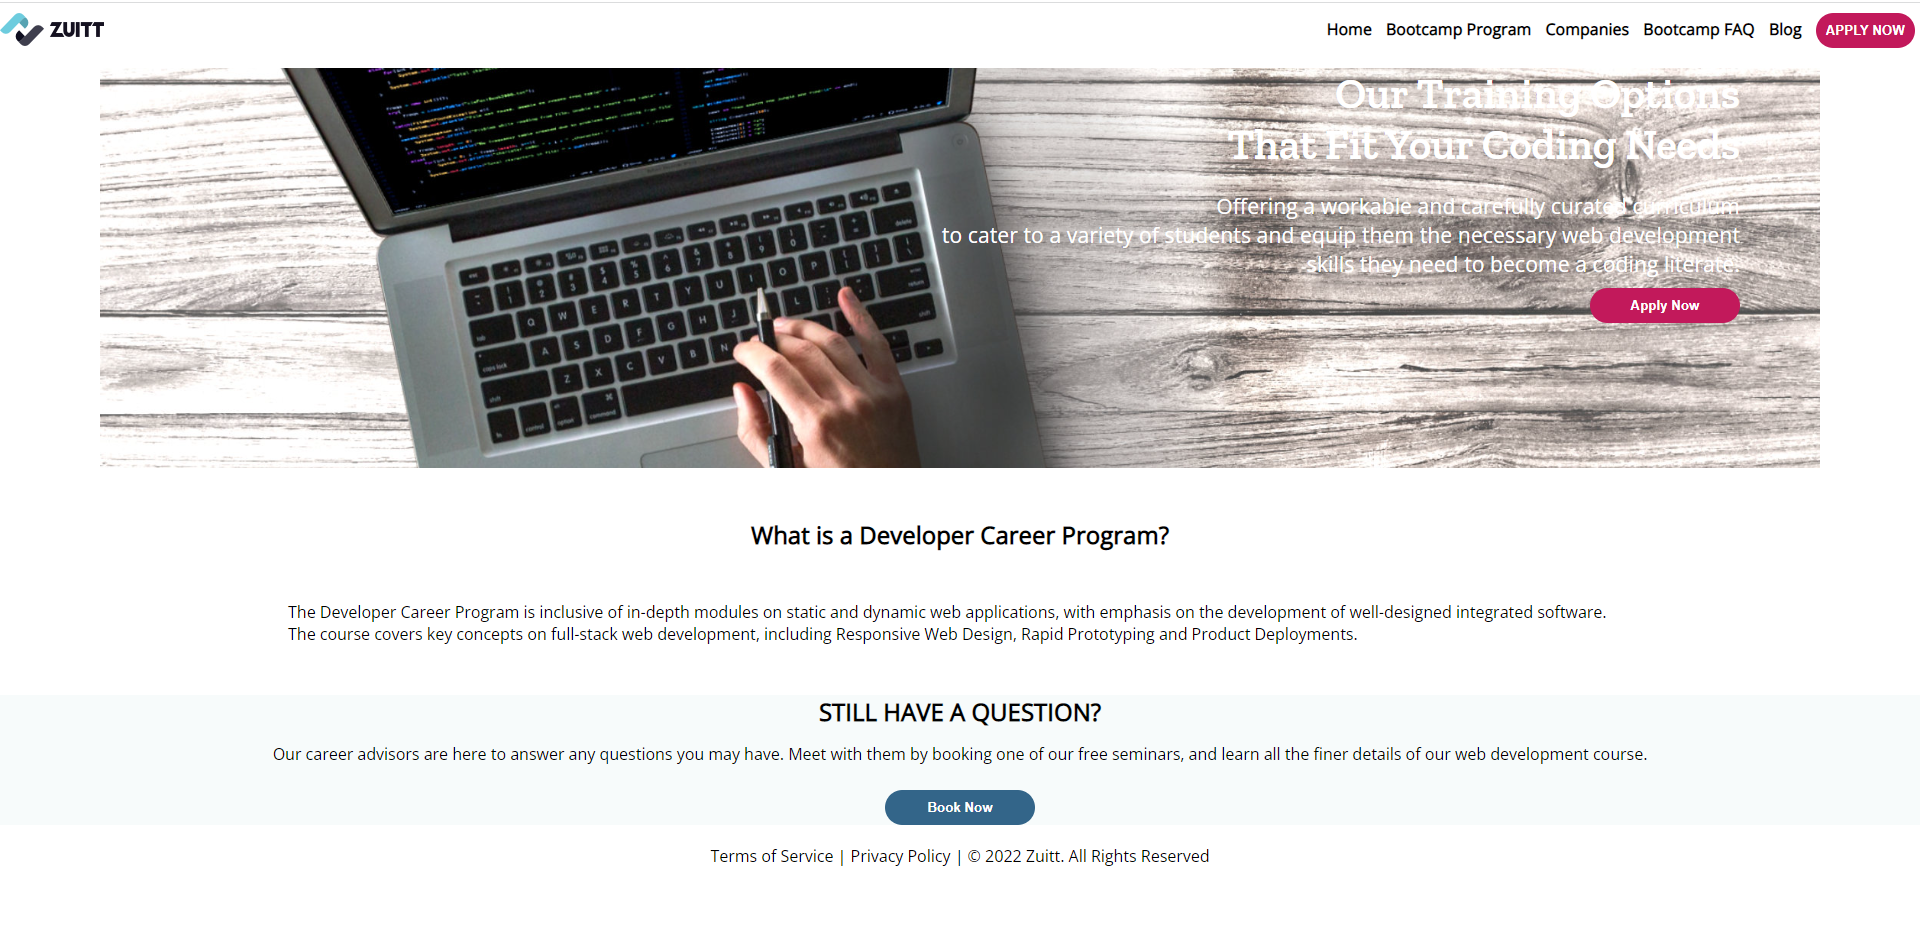 ZUITT
Home Bootcamp Program Companies Bootcamp FAQ Blog APPLY NOW
Our Training Options
That Fit Your Coding Needs
Offering a workable and carefully curated curriculum
to cater to a variety of students and equip them the necessary web development
skills they need to become a coding literate.
Apply Now
What is a Developer Career Program?
The Developer Career Program is inclusive of in-depth modules on static and dynamic web applications, with emphasis on the development of well-designed integrated software.
The course covers key concepts on full-stack web development, including Responsive Web Design, Rapid Prototyping and Product Deployments.
STILL HAVE A QUESTION?
Our career advisors are here to answer any questions you may have. Meet with them by booking one of our free seminars, and learn all the finer details of our web development course.
Book Now
Terms of Service | Privacy Policy | © 2022 Zuitt. All Rights Reserved